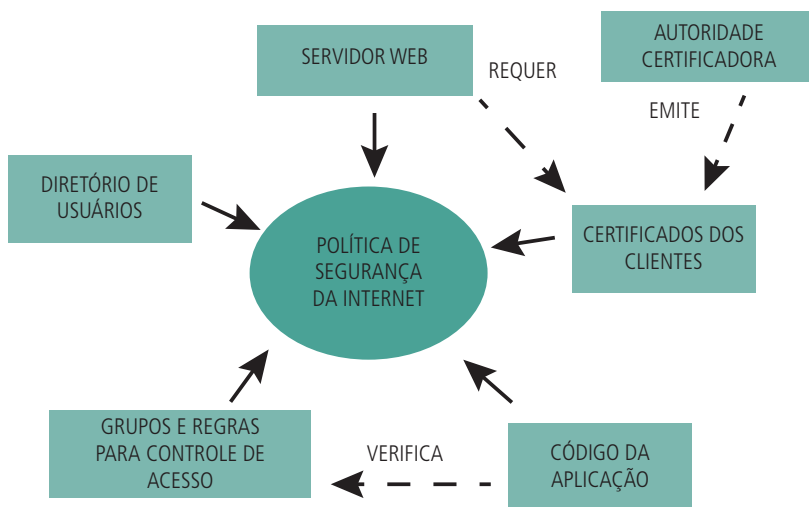 SERVIDOR WEB
REQUER
AUTORIDADE
CERTIFICADORA
EMITE
DIRETÓRIO DE
USUÁRIOS
POLÍTICA DE
SEGURANÇA
DA INTERNET
CERTIFICADOS DOS
CLIENTES
GRUPOS E REGRAS
PARA CONTROLE DE
ACESSO
VERIFICA
CÓDIGO DA
APLICAÇÃO